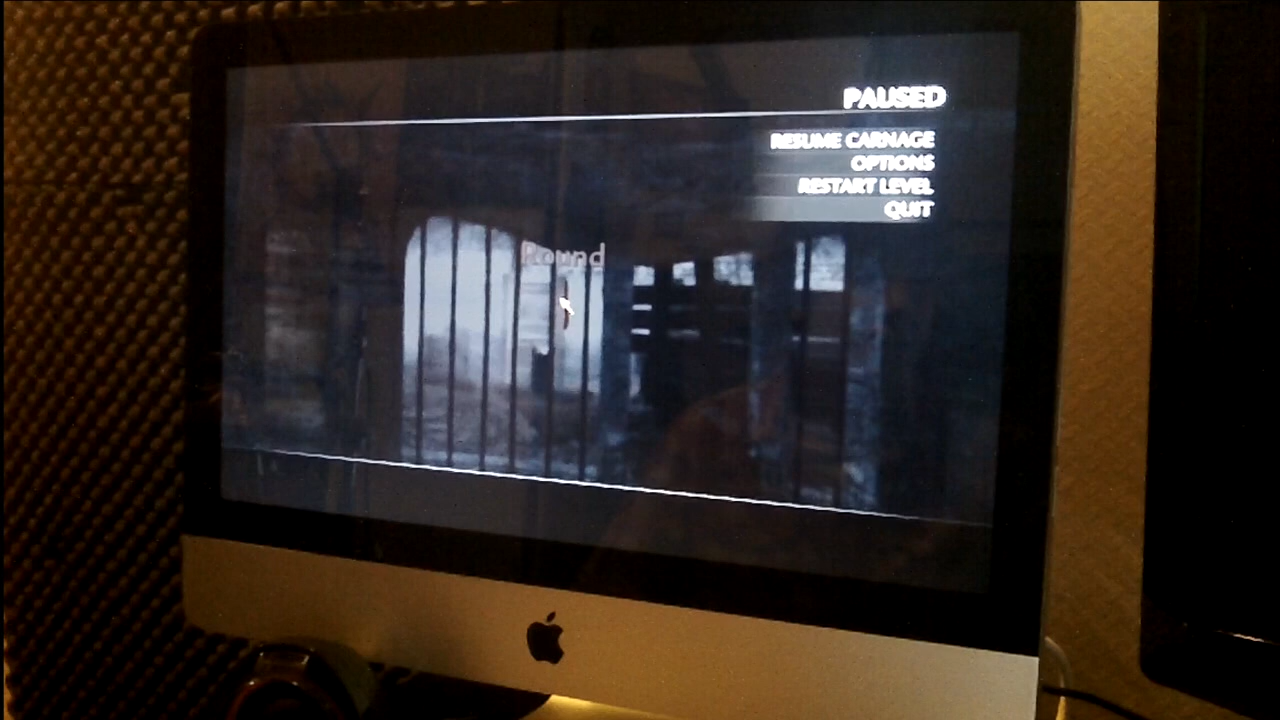 PAUSED
RESUME CARNAGE
OPTIONS
RESTART LEVEL
QUIT
Round